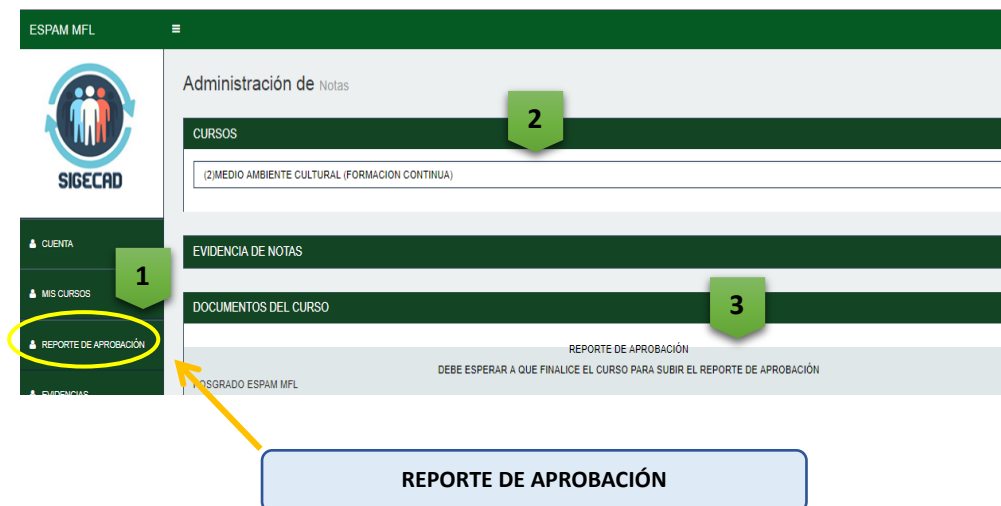 ESPAM MFL
Administración de Notas
2
CURSOS
(2)MEDIO AMBIENTE CULTURAL (FORMACION CONTINUA)
SIGECAD
CUENTA
EVIDENCIA DE NOTAS
1
MIS CURSOS
DOCUMENTOS DEL CURSO
3
REPORTE DE APROBACIÓN
REPORTE DE APROBACIÓN
DEBE ESPERAR A QUE FINALICE EL CURSO PARA SUBIR EL REPORTE DE APROBACIÓN
POSGRADO ESPAM MFL
EVIDENCIAS
REPORTE DE APROBACIÓN